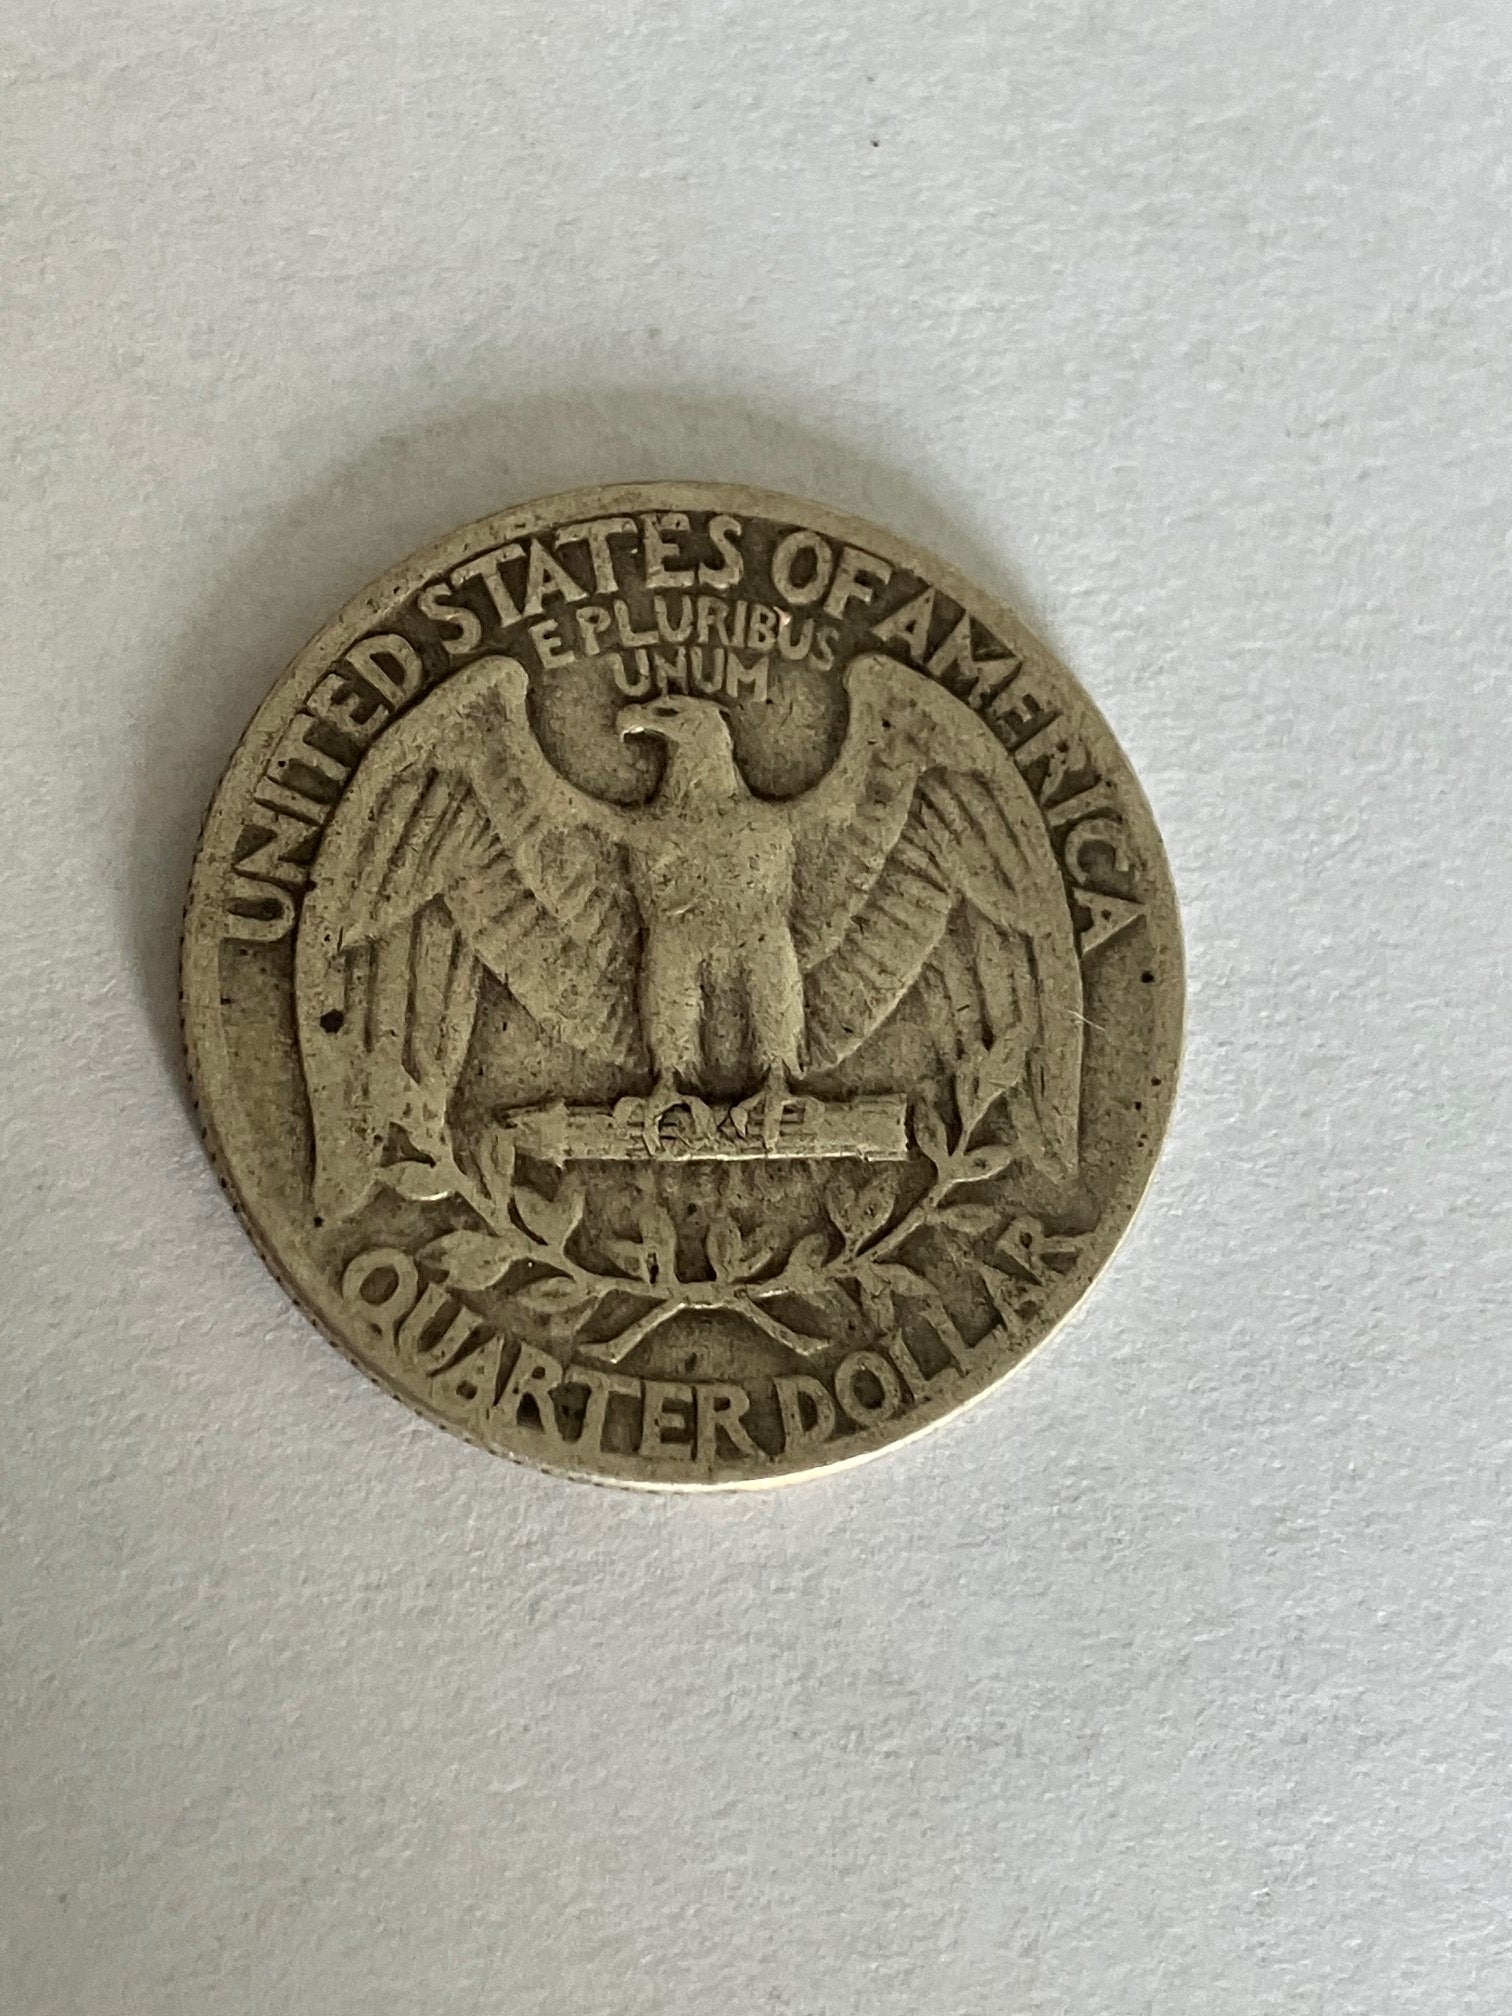 UNITED STATES OF AMERICA
E PLURIBUS
UNUM
QUARTER DOLLAR